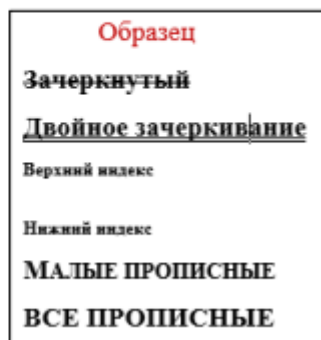 Образец
Зачеркнутый
Двойное зачеркивание
Верхний индекс
Нижний индекс
МАЛЫЕ ПРОПИСНЫЕ
ВСЕ ПРОПИСНЫЕ